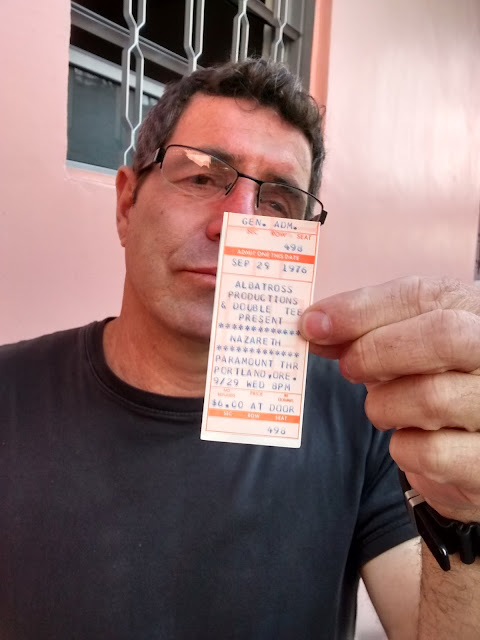 GEN. ADM.
SEC. ROW SEAT
498
ADMIT ONE THIS DATE
SEP 29 1976
ALBATROSS
PRODUCTIONS
& DOUBLE TEE
PRESENT
************
NAZARETH
************
PARAMOUNT THR
PORTLAND,ORE.
9/29 WED 8PM
PRICE
$6.00 AT DOOR
SEC. ROW SEAT
498